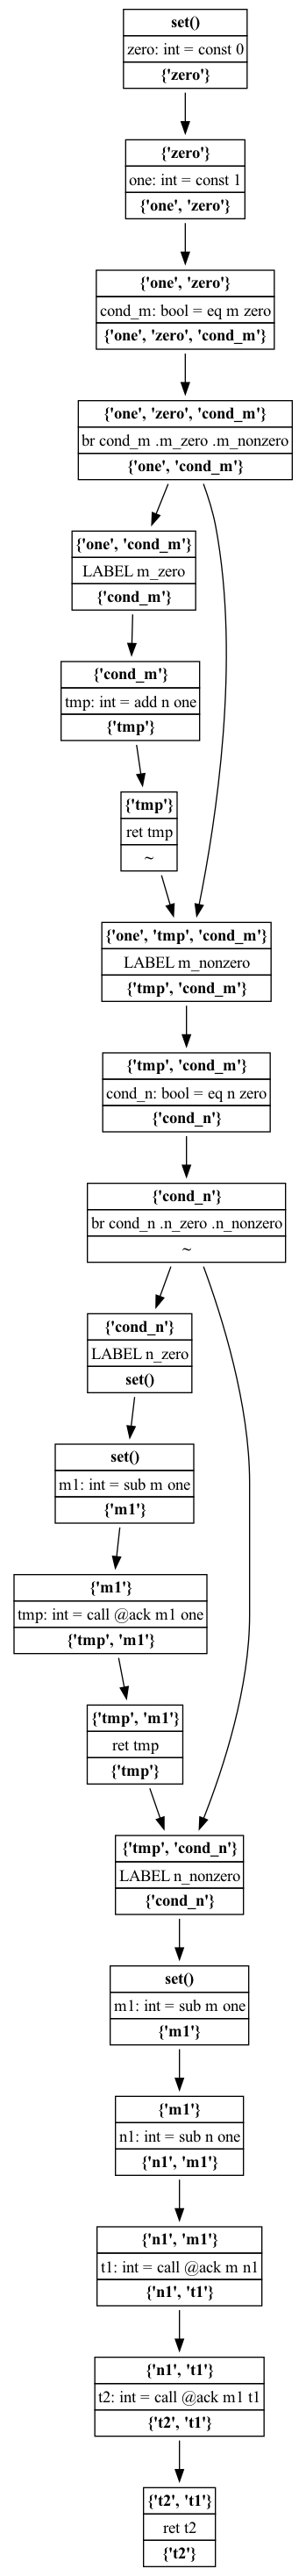 set()
zero: int = const 0
{'zero'}
{'zero'}
one: int = const 1
{'one', 'zero'}
{'one', 'zero'}
cond_m: bool = eq m zero
{'one', 'zero', 'cond_m'}
{'one', 'zero', 'cond_m'}
br cond_m .m_zero .m_nonzero
{'one', 'cond_m'}
{'one', 'cond_m'}
LABEL m_zero
{'cond_m'}
{'cond_m'}
tmp: int = add n one
{'tmp'}
{'tmp'}
ret tmp
~
{'one', 'tmp', 'cond_m'}
LABEL m_nonzero
{'tmp', 'cond_m'}
{'tmp', 'cond_m'}
cond_n: bool = eq n zero
{'cond_n'}
{'cond_n'}
br cond_n .n_zero .n_nonzero
~
{'cond_n'}
LABEL n_zero
set()
set()
m1: int = sub m one
{'m1'}
{'m1'}
tmp: int = call @ack m1 one
{'tmp', 'm1'}
{'tmp', 'm1'}
ret tmp
{'tmp'}
{'tmp', 'cond_n'}
LABEL n_nonzero
{'cond_n'}
set()
m1: int = sub m one
{'m1'}
{'m1'}
n1: int = sub n one
{'n1', 'm1'}
{'n1', 'm1'}
t1: int = call @ack m n1
{'n1', 't1'}
{'n1', 't1'}
t2: int = call @ack m1 t1
{'t2', 't1'}
{'t2', 't1'}
ret t2
{'t2'}